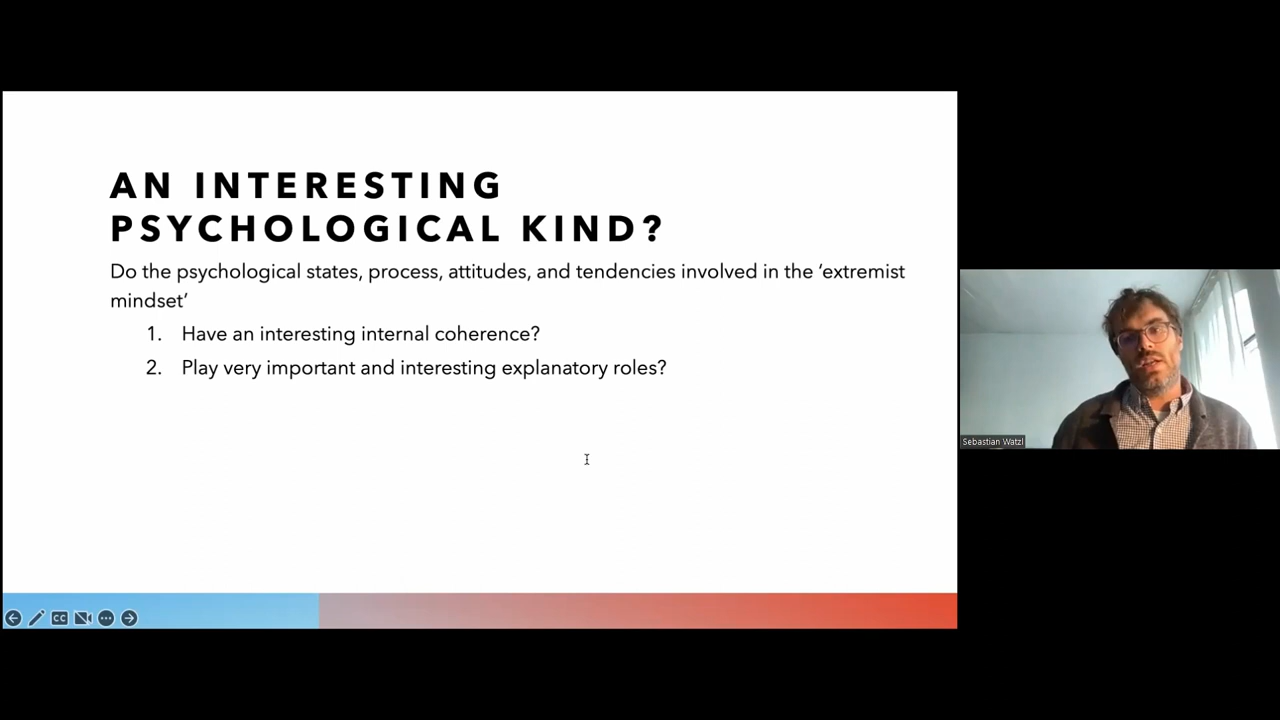 AN INTERESTING
PSYCHOLOGICAL KIND?
Do the psychological states, process, attitudes, and tendencies involved in the ‘extremist
mindset’
1. Have an interesting internal coherence?
2. Play very important and interesting explanatory roles?
CC
Sebastian Watzl